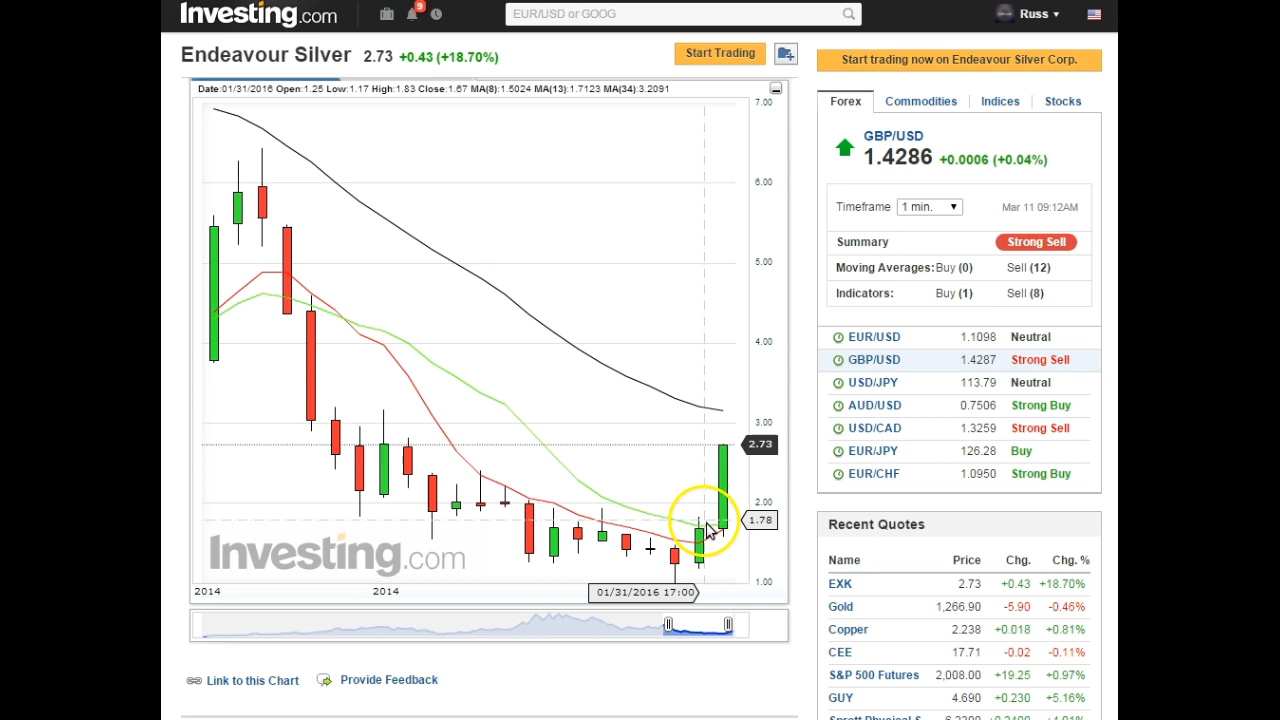 Investing.com
9
EUR/USD or GOOG
Russ
Endeavour Silver 2.73 +0.43 (+18.70%)
Start Trading
Start trading now on Endeavour Silver Corp.
Date:01/31/2016 Open:1.25 Low:1.17 High:1.83 Close:1.67 MA(8):1.5024 MA(13):1.7123 MA(34):3.2091
7.00
6.00
5.00
4.00
3.00
2.73
2.00
1.78
1.00
Investing.com
2014
2014
01/31/2016 17:00
Link to this Chart
Provide Feedback
Forex
Commodities
Indices
Stocks
GBP/USD
1.4286 +0.0006 (+0.04%)
Timeframe 1 min. Mar 11 09:12AM
Summary Strong Sell
Moving Averages: Buy (0) Sell (12)
Indicators: Buy (1) Sell (8)
EUR/USD 1.1098 Neutral
GBP/USD 1.4287 Strong Sell
USD/JPY 113.79 Neutral
AUD/USD 0.7506 Strong Buy
USD/CAD 1.3259 Strong Sell
EUR/JPY 126.28 Buy
EUR/CHF 1.0950 Strong Buy
Recent Quotes
Name Price Chg. Chg. %
EXK 2.73 +0.43 +18.70%
Gold 1,266.90 -5.90 -0.46%
Copper 2.238 +0.018 +0.81%
CEE 17.71 -0.02 -0.11%
S&P 500 Futures 2,008.00 +19.25 +0.97%
GUY 4.690 +0.230 +5.16%